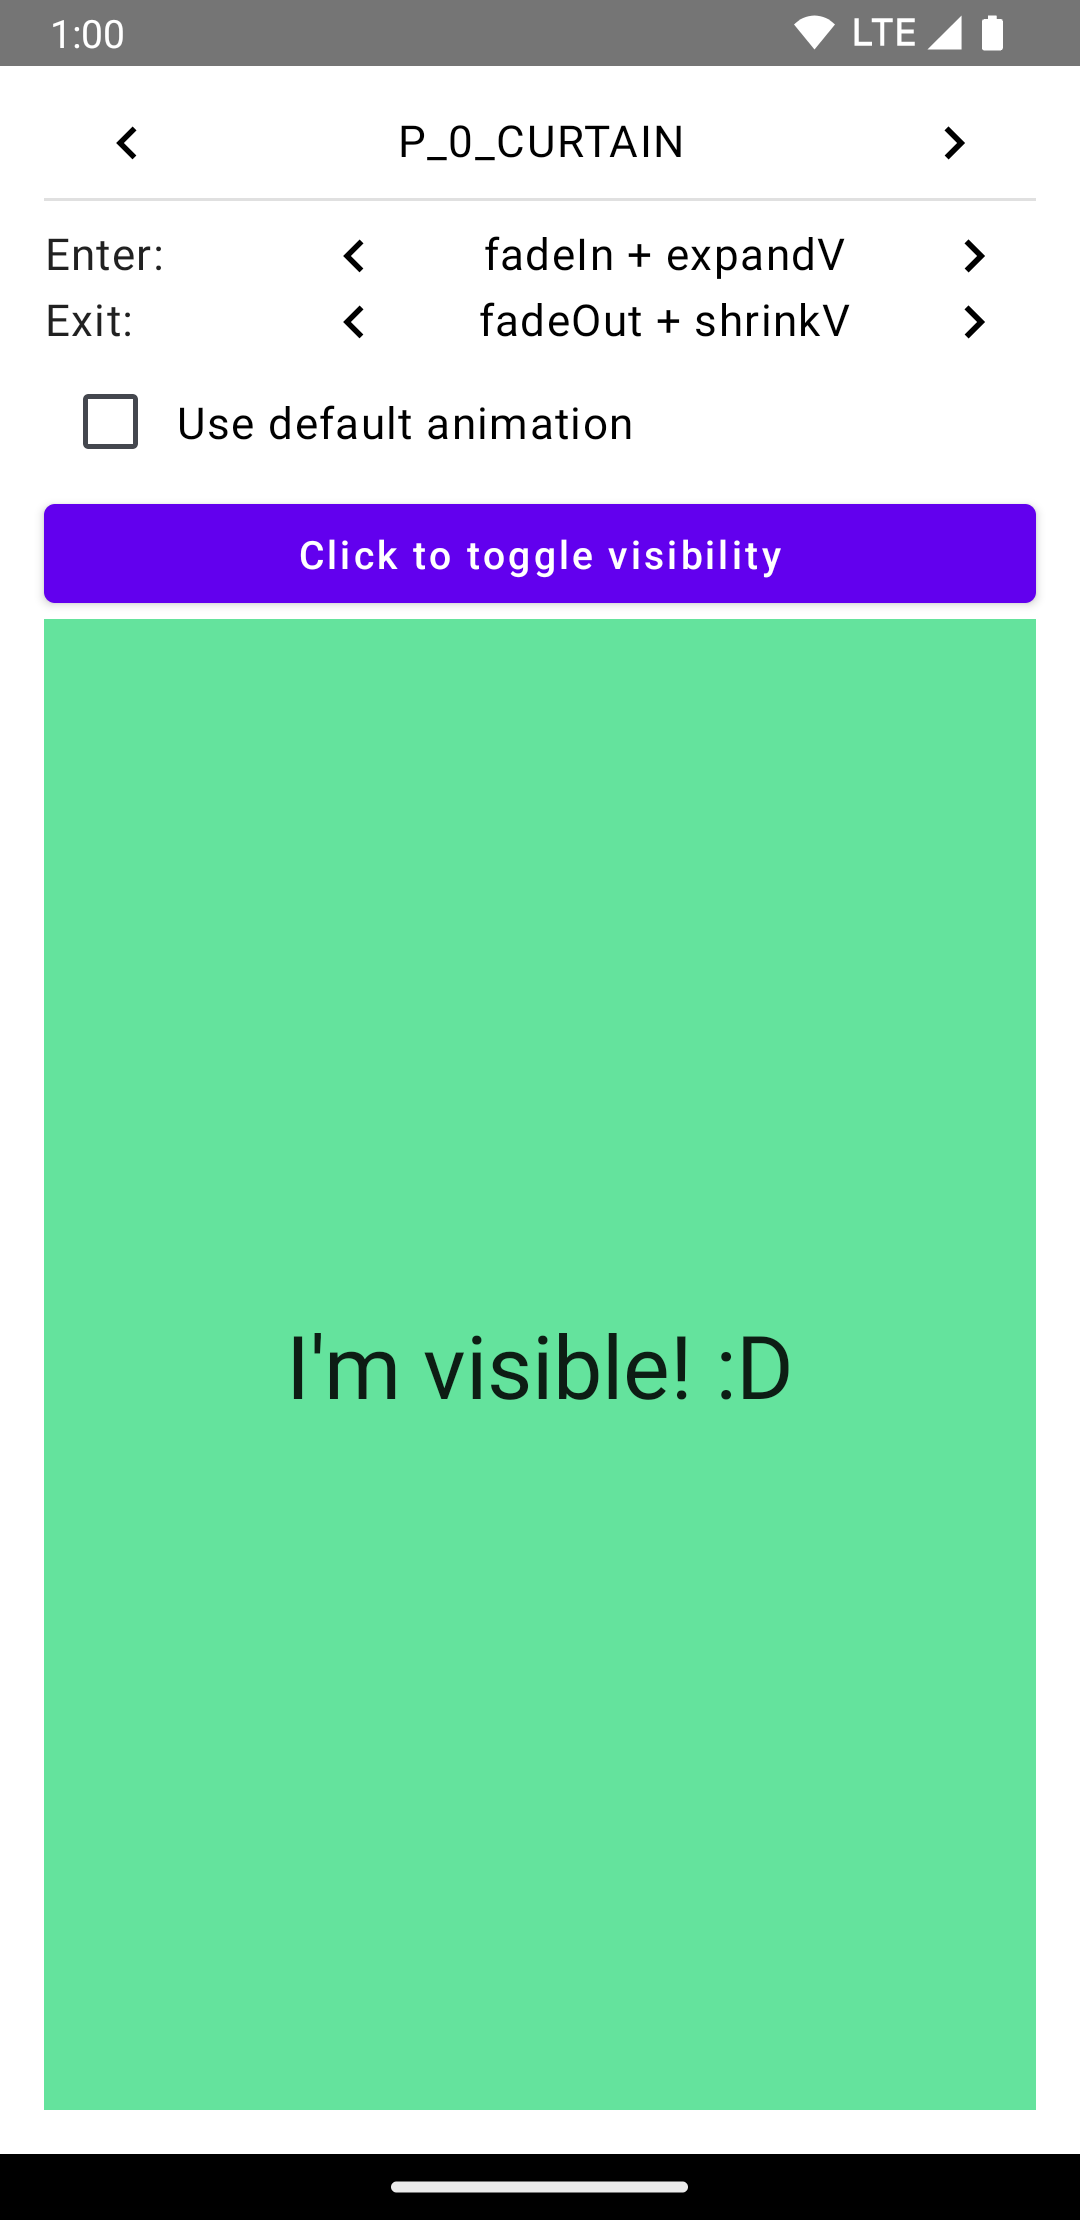 1:00 LTE
P_0_CURTAIN
Enter: fadeIn + expandV
Exit: fadeOut + shrinkV
Use default animation
Click to toggle visibility
I'm visible! :D